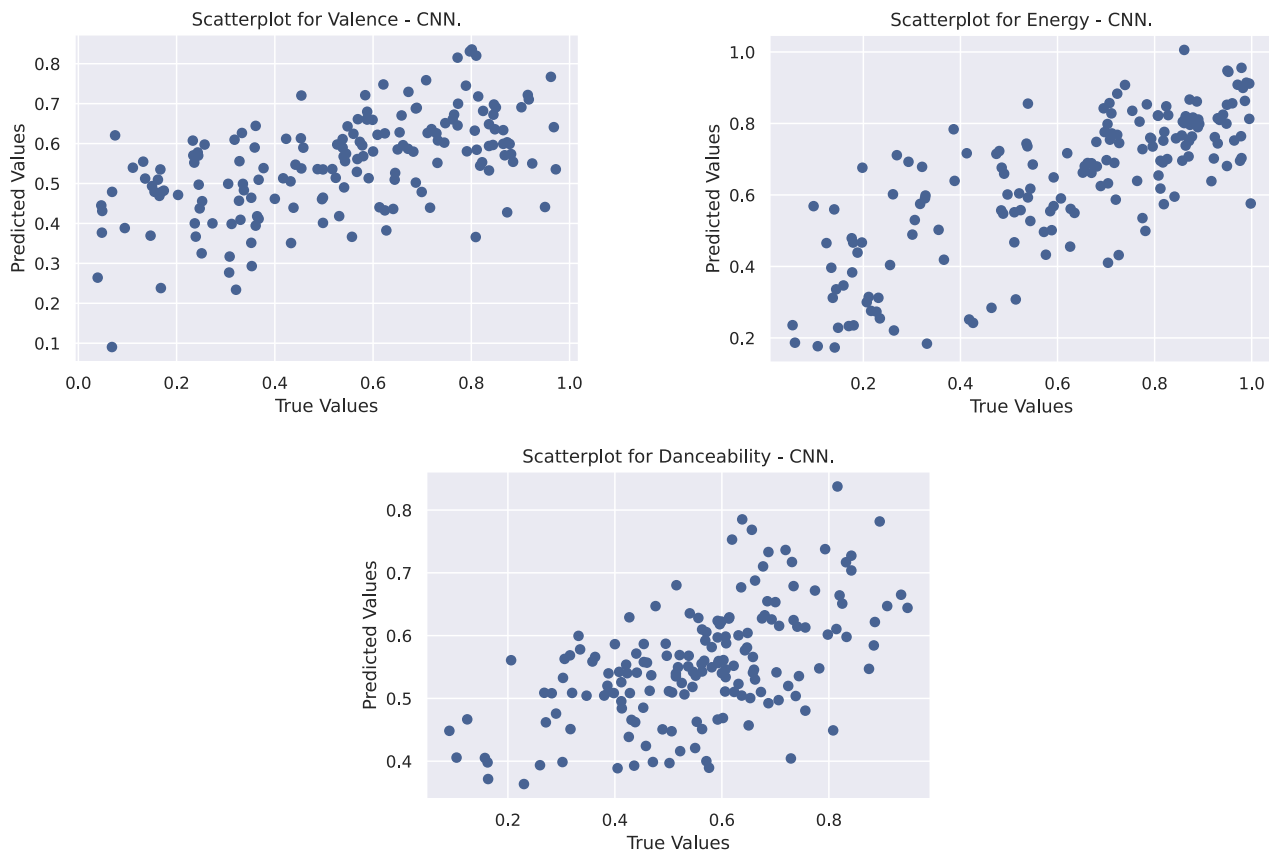 Scatterplot for Valence - CNN.
Predicted Values
0.8
0.7
0.6
0.5
0.4
0.3
0.2
0.1
0.0 0.2 0.4 0.6 0.8 1.0
True Values
Scatterplot for Energy - CNN.
Predicted Values
1.0
0.8
0.6
0.4
0.2
0.2 0.4 0.6 0.8 1.0
True Values
Scatterplot for Danceability - CNN.
Predicted Values
0.8
0.7
0.6
0.5
0.4
0.2 0.4 0.6 0.8
True Values